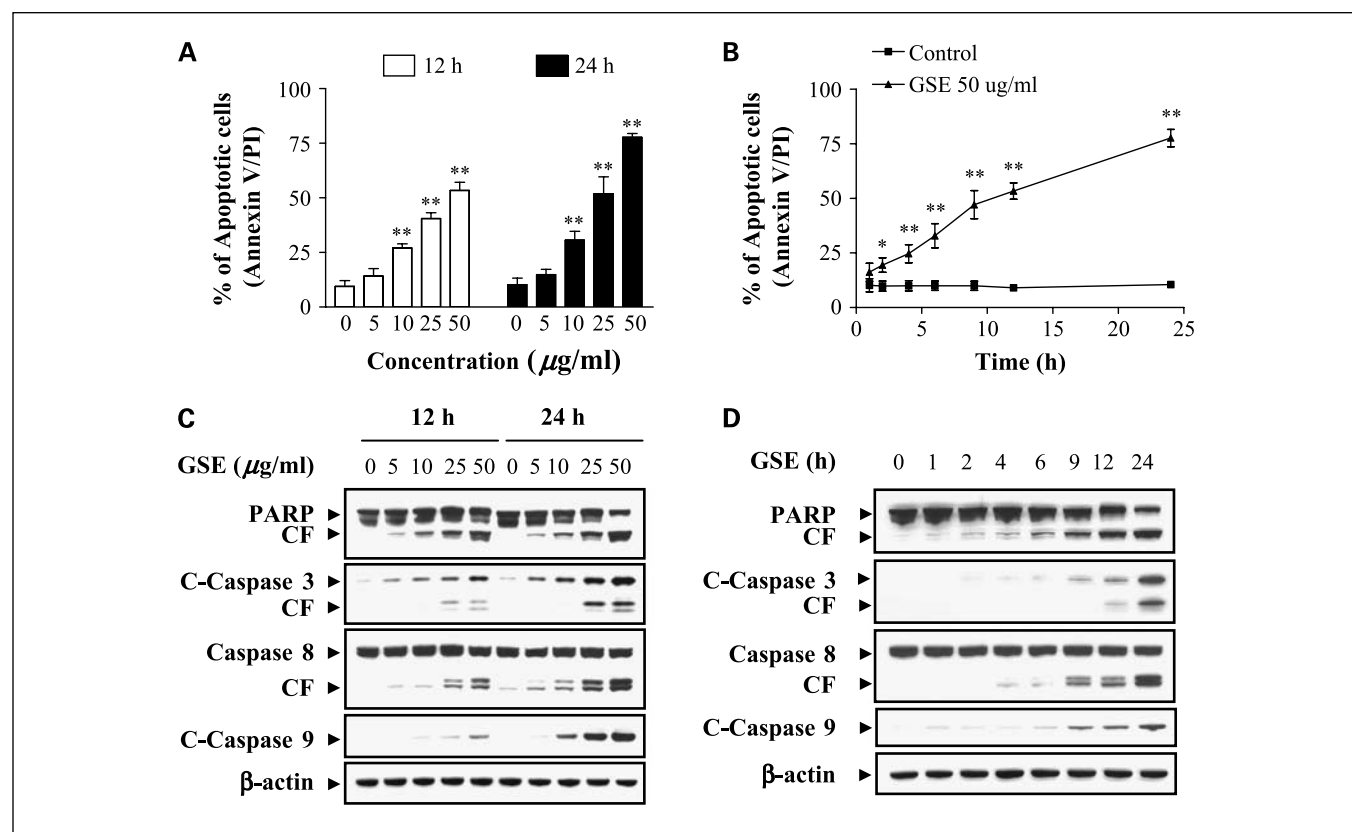 A
12 h
24 h
% of Apoptotic cells
(Annexin V/PI)
100
75
50
25
0
** ** **
** ** **
0 5 10 25 50
0 5 10 25 50
Concentration (μg/ml)
B
Control
GSE 50 ug/ml
% of Apoptotic cells
(Annexin V/PI)
100
75
50
25
0
* ** ** ** ** **
0 5 10 15 20 25
Time (h)
C
12 h 24 h
GSE (μg/ml) 0 5 10 25 50 0 5 10 25 50
PARP
CF
C-Caspase 3
CF
Caspase 8
CF
C-Caspase 9
β-actin
D
GSE (h) 0 1 2 4 6 9 12 24
PARP
CF
C-Caspase 3
CF
Caspase 8
CF
C-Caspase 9
β-actin